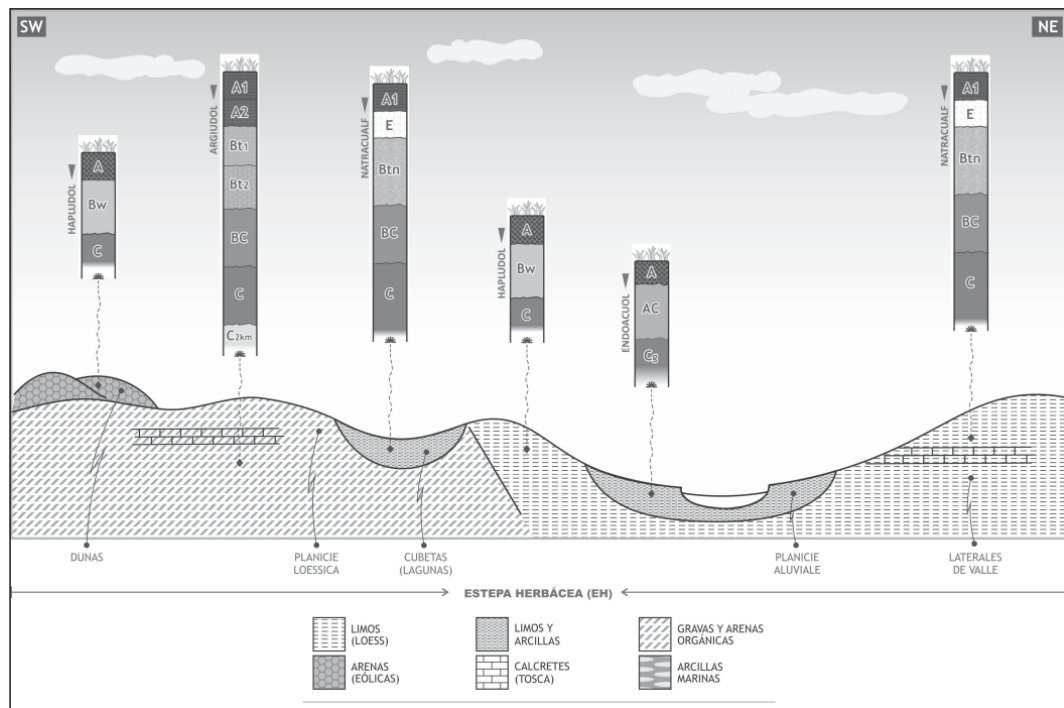 SW
NE
HAPLUDOL
A
Bw
C
ARGIUDOL
A1
A2
Bt1
Bt2
BC
C
C2km
NATRACUALF
A1
E
Btn
BC
C
HAPLUDOL
A
Bw
C
ENDOACUOL
A
AC
Cg
NATRACUALF
A1
E
Btn
BC
C
DUNAS
PLANICIE
LOESSICA
CUBETAS
(LAGUNAS)
PLANICIE
ALUVIALE
LATERALES
DE VALLE
ESTEPA HERBÁCEA (EH)
LIMOS
(LOESS)
LIMOS Y
ARCILLAS
GRAVAS Y ARENAS
ORGÁNICAS
ARENAS
(EÓLICAS)
CALCRETES
(TOSCA)
ARCILLAS
MARINAS